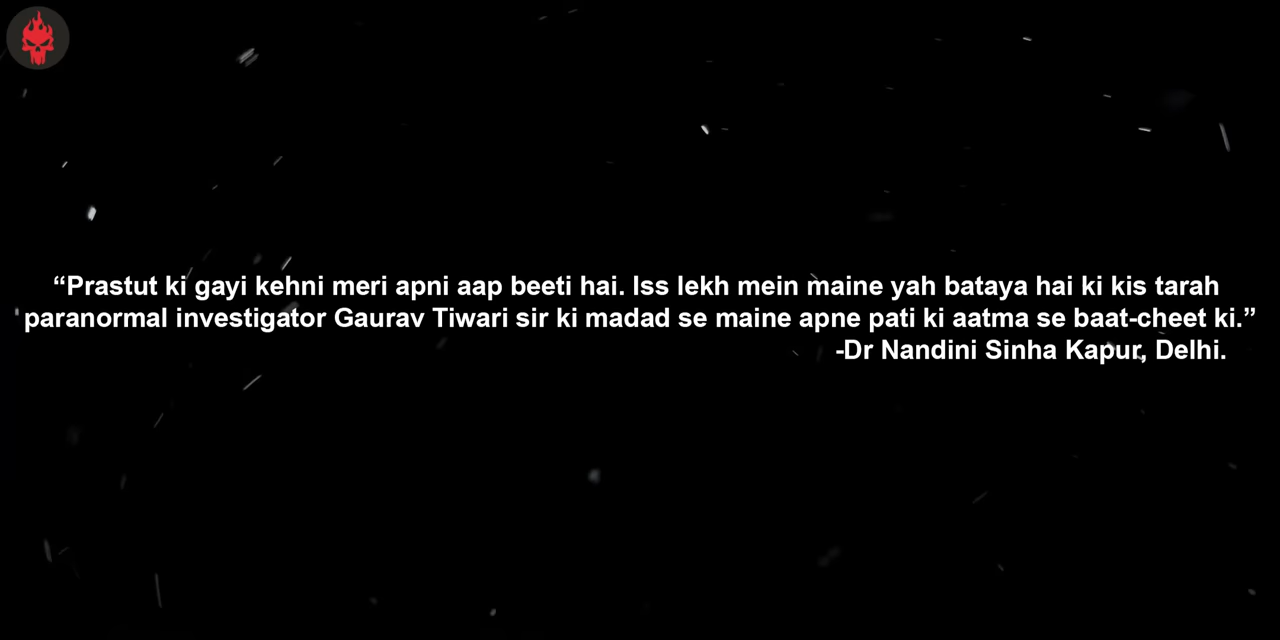 “Prastut ki gayi kehni meri apni aap beeti hai. Iss lekh mein maine yah bataya hai ki kis tarah
paranormal investigator Gaurav Tiwari sir ki madad se maine apne pati ki aatma se baat-cheet ki.”
-Dr Nandini Sinha Kapur, Delhi.